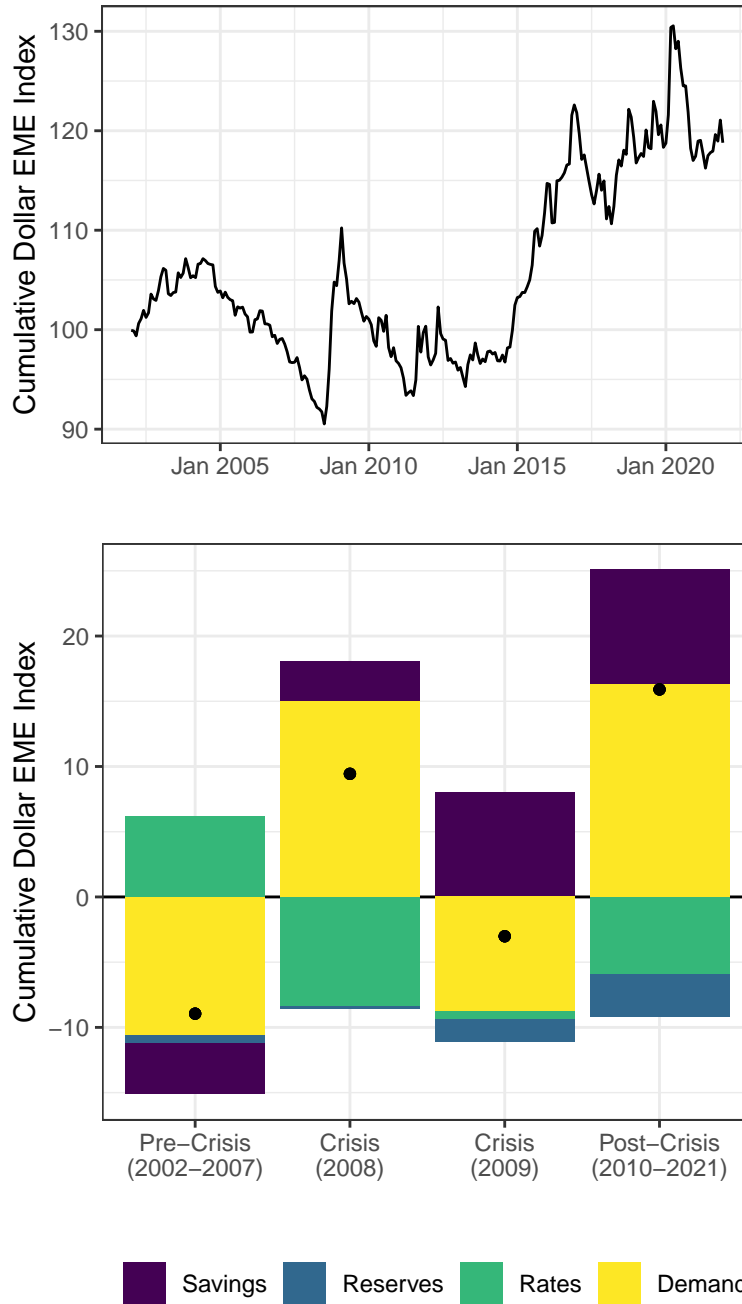 Cumulative Dollar EME Index
130
120
110
100
90
Jan 2005 Jan 2010 Jan 2015 Jan 2020
Cumulative Dollar EME Index
20
10
0
−10
Pre−Crisis
(2002−2007)
Crisis
(2008)
Crisis
(2009)
Post−Crisis
(2010−2021)
Savings Reserves Rates Demand